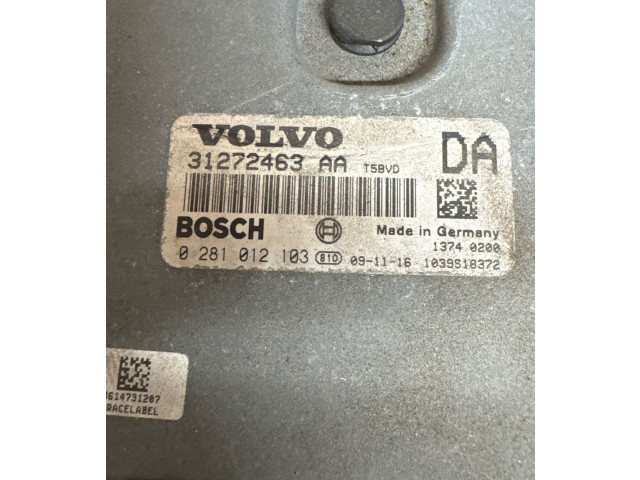 VOLVO
31272463 AA T5BVD
DA
BOSCH
Made in Germany
1374 0200
0 281 012 103 810 09-11-16 1039S18372
614731207
RACELABEL